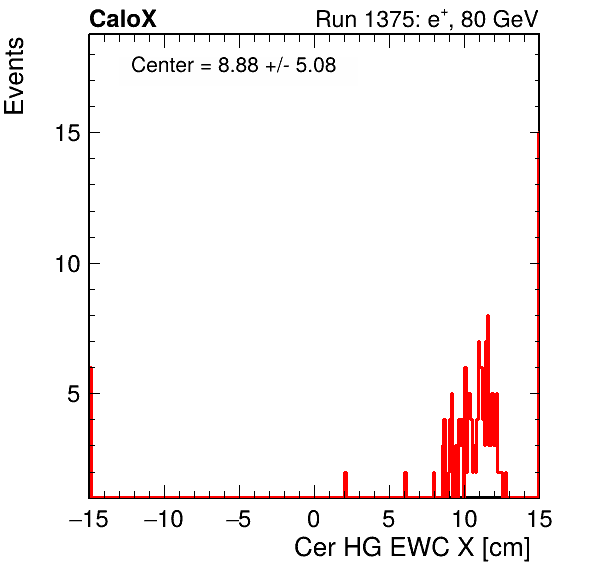 CaloX Run 1375: e⁺, 80 GeV
Center = 8.88 +/- 5.08
Events
15
10
5
−15 −10 −5 0 5 10 15
Cer HG EWC X [cm]